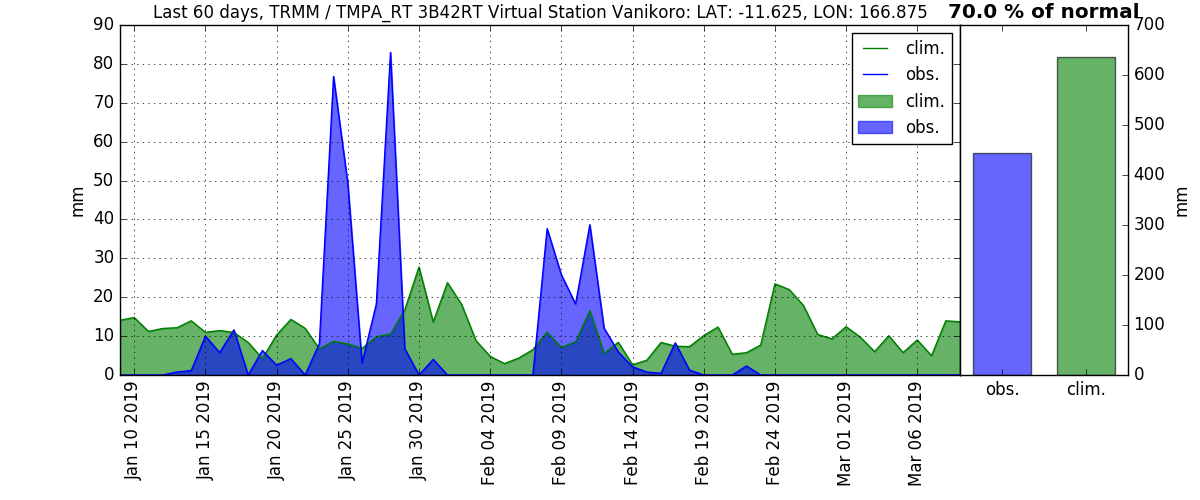 Last 60 days, TRMM / TMPA_RT 3B42RT Virtual Station Vanikoro: LAT: -11.625, LON: 166.875
70.0 % of normal
90
80
70
60
50
40
30
20
10
0
mm
clim.
obs.
clim.
obs.
Jan 10 2019
Jan 15 2019
Jan 20 2019
Jan 25 2019
Jan 30 2019
Feb 04 2019
Feb 09 2019
Feb 14 2019
Feb 19 2019
Feb 24 2019
Mar 01 2019
Mar 06 2019
700
600
500
400
300
200
100
0
mm
obs.
clim.